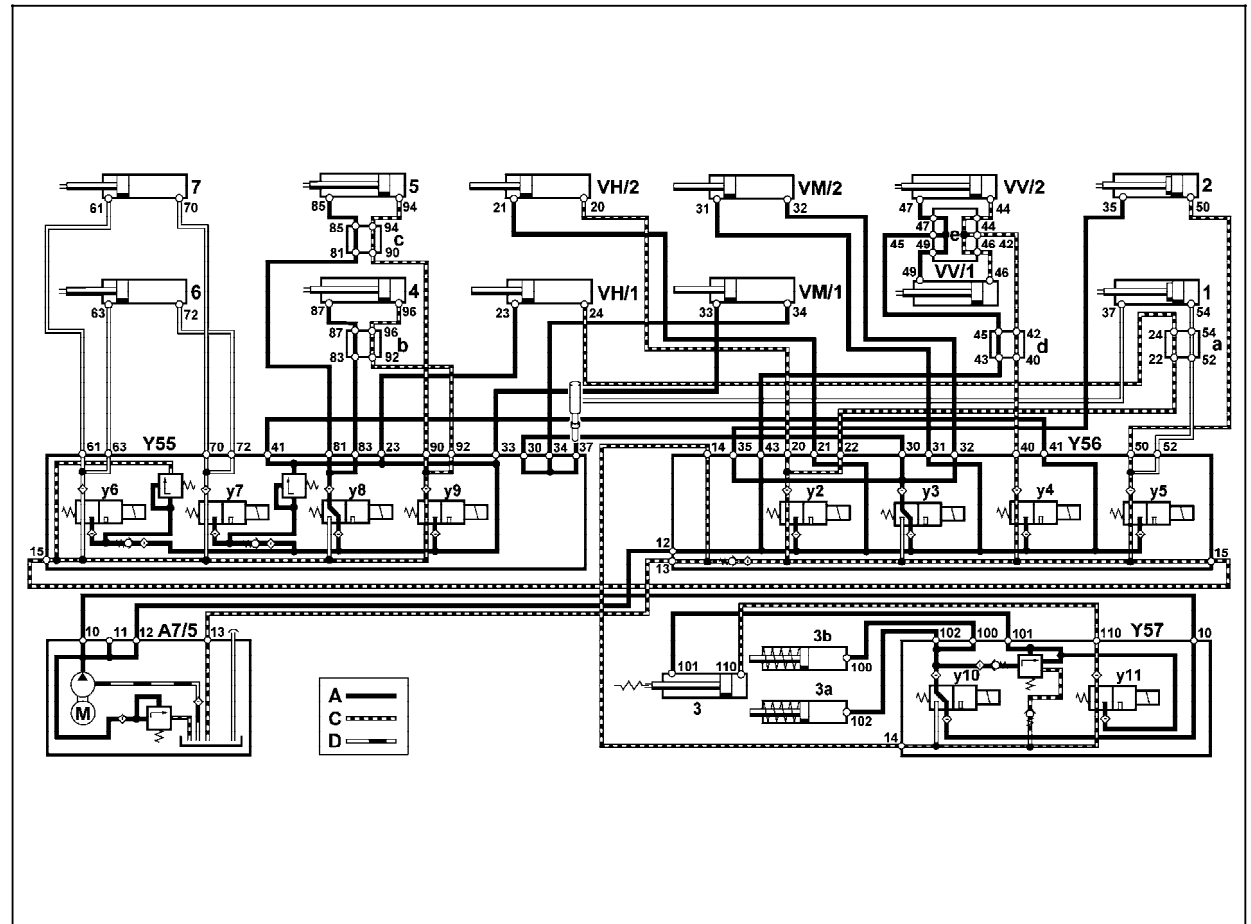 7 5 VH/2 VM/2 VV/2 2
61 70 85 94 21 20 31 32 47 44 35 50
85 94 47 44
c e
81 90 45 49 46 42
6 4 VH/1 VM/1 49 VV/1 46 1
63 72 87 96 23 24 33 34 37 54
87 96 45 42 24 54
b d a
83 92 43 40 22 52
61 63 Y55 70 72 41 81 83 23 90 92 33 30 34 37 14 35 43 20 21 22 30 31 32 40 41 Y56 50 52
y6 y7 y8 y9 y2 y3 y4 y5
15 12 15
13
10 11 12 A7/5 13 102 100 101 110 Y57 10
3b
101 110 100
M A y10 y11
C 3 3a
D 102
14